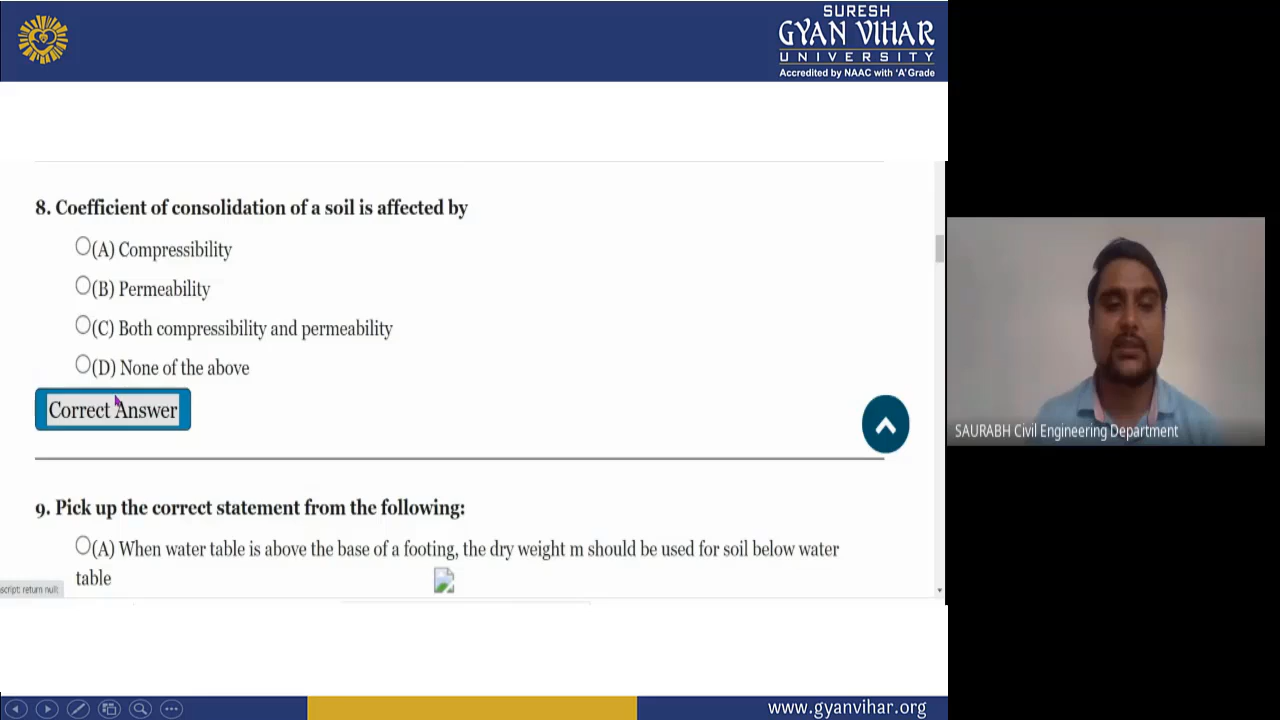 SURESH
GYAN VIHAR
UNIVERSITY
Accredited by NAAC with 'A' Grade
8. Coefficient of consolidation of a soil is affected by
(A) Compressibility
(B) Permeability
(C) Both compressibility and permeability
(D) None of the above
Correct Answer
SAURABH Civil Engineering Department
9. Pick up the correct statement from the following:
(A) When water table is above the base of a footing, the dry weight m should be used for soil below water
table
script: return null;
www.gyanvihar.org